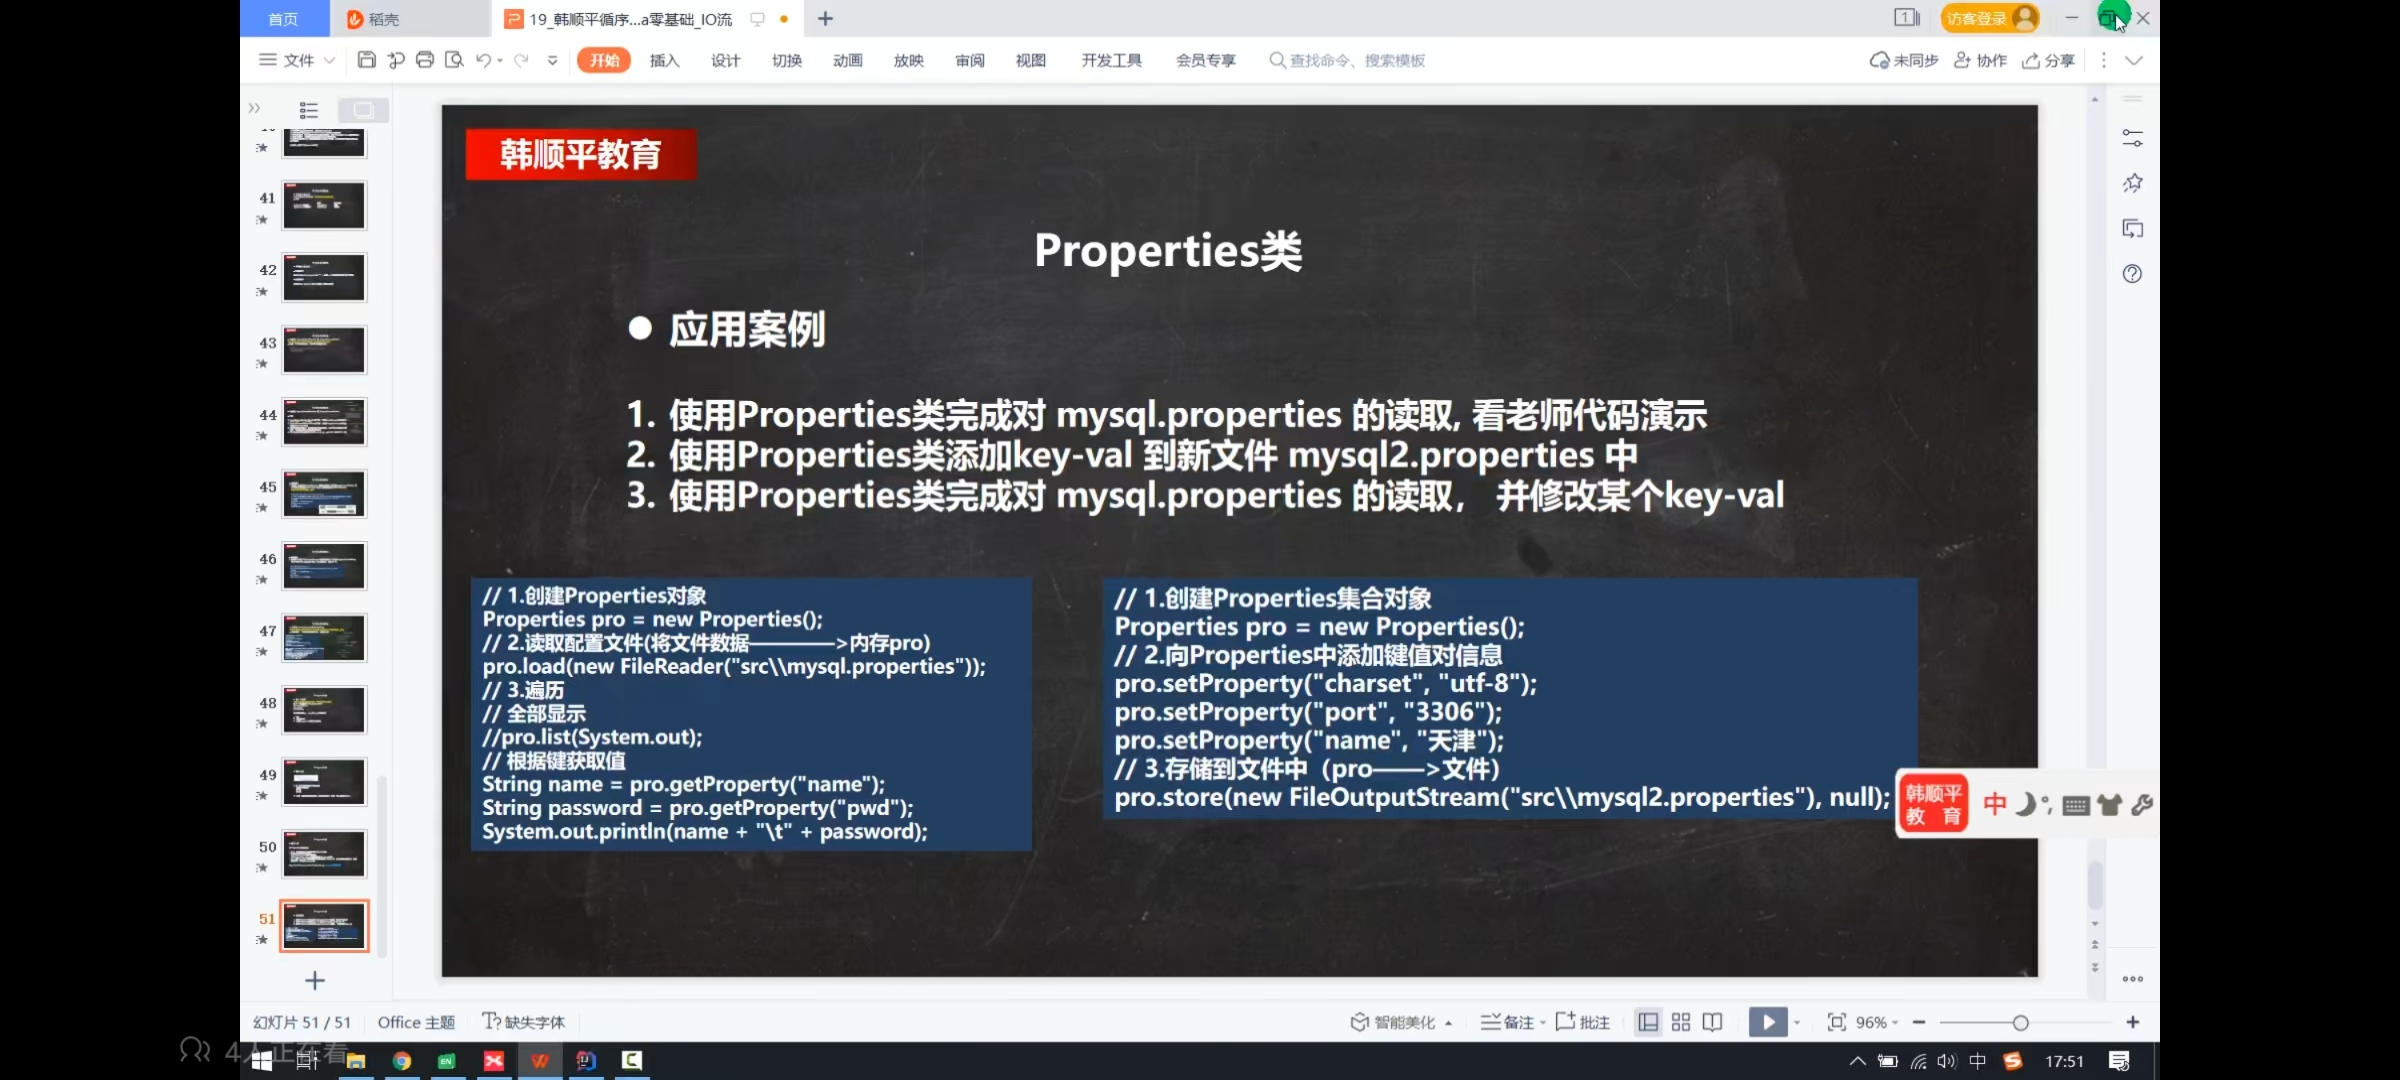 首页
稻壳
19_韩顺平循序...a零基础_IO流
访客登录
文件
开始
插入
设计
切换
动画
放映
审阅
视图
开发工具
会员专享
查找命令、搜索模板
未同步
协作
分享
41
42
43
44
45
46
47
48
49
50
51
韩顺平教育
Properties类
● 应用案例
1. 使用Properties类完成对 mysql.properties 的读取, 看老师代码演示
2. 使用Properties类添加key-val 到新文件 mysql2.properties 中
3. 使用Properties类完成对 mysql.properties 的读取， 并修改某个key-val
// 1.创建Properties对象
Properties pro = new Properties();
// 2.读取配置文件(将文件数据————>内存pro)
pro.load(new FileReader("src\\mysql.properties"));
// 3.遍历
// 全部显示
//pro.list(System.out);
// 根据键获取值
String name = pro.getProperty("name");
String password = pro.getProperty("pwd");
System.out.println(name + "\t" + password);
// 1.创建Properties集合对象
Properties pro = new Properties();
// 2.向Properties中添加键值对信息
pro.setProperty("charset", "utf-8");
pro.setProperty("port", "3306");
pro.setProperty("name", "天津");
// 3.存储到文件中（pro——>文件）
pro.store(new FileOutputStream("src\\mysql2.properties"), null);
韩顺平
教 育
中
幻灯片 51 / 51
Office 主题
缺失字体
智能美化
备注
批注
96%
4人正在看
中
17:51